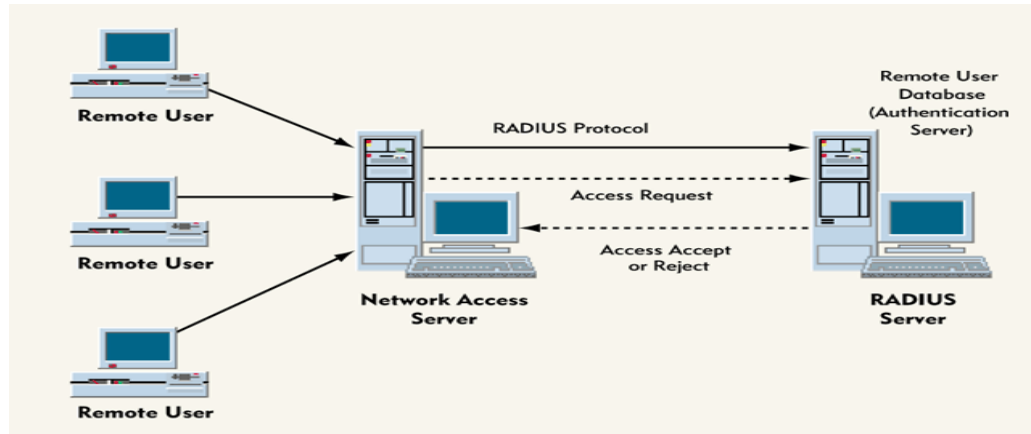 Remote User
Remote User
Remote User
Network Access
Server
RADIUS Protocol
Access Request
Access Accept
or Reject
Remote User
Database
(Authentication
Server)
RADIUS
Server